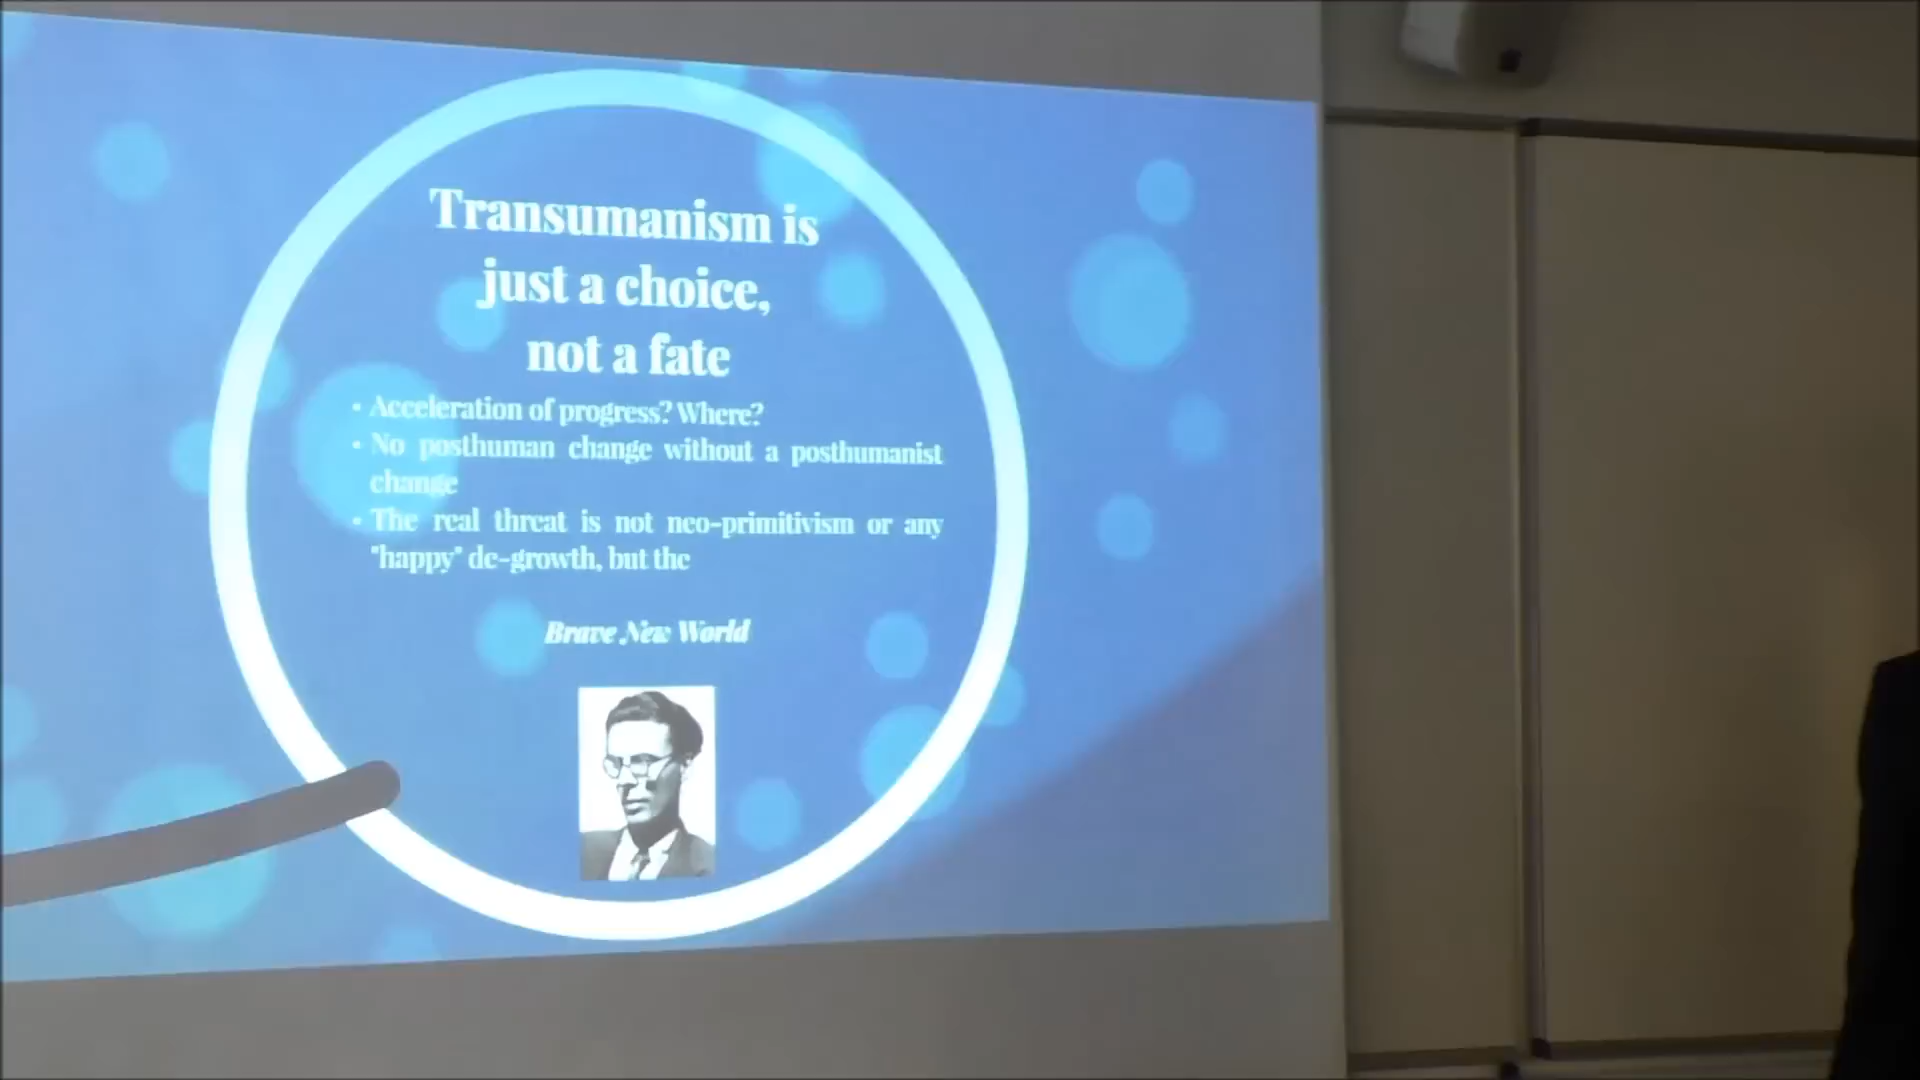 Transumanism is
just a choice,
not a fate
• Acceleration of progress? Where?
• No posthuman change without a posthumanist
change
• The real threat is not neo-primitivism or any
"happy" de-growth, but the
Brave New World